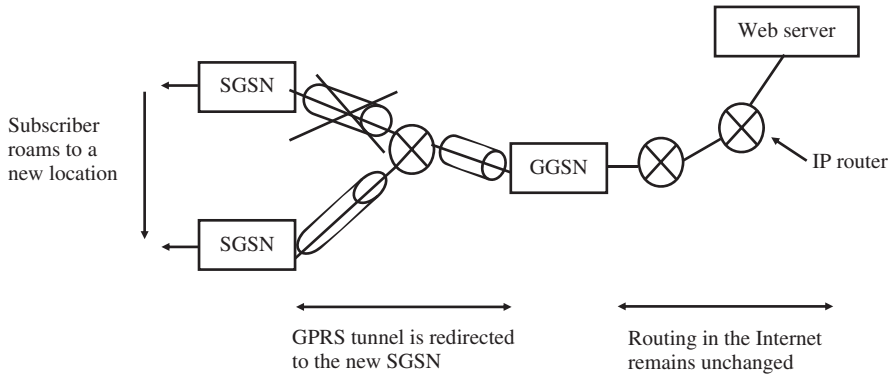 Web server
SGSN
Subscriber
roams to a
new location
GGSN
IP router
SGSN
GPRS tunnel is redirected
to the new SGSN
Routing in the Internet
remains unchanged